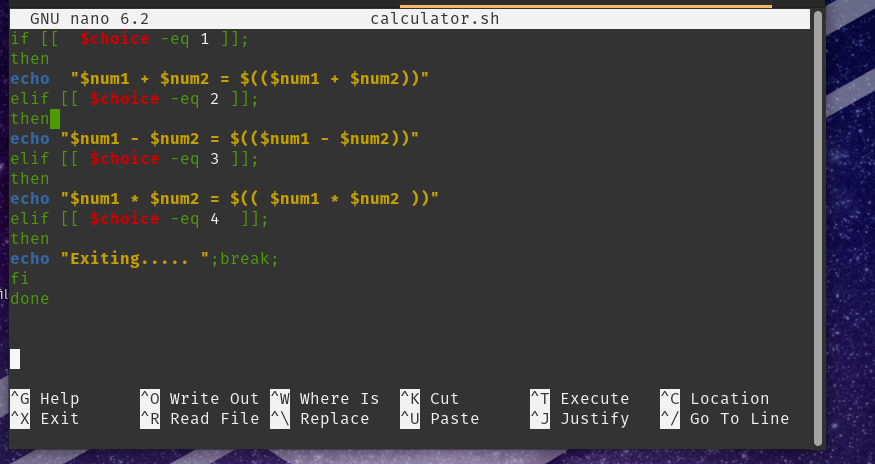 GNU nano 6.2 calculator.sh
if [[  $choice -eq 1 ]];
then
echo  "$num1 + $num2 = $(($num1 + $num2))"
elif [[ $choice -eq 2 ]];
then
echo "$num1 - $num2 = $(($num1 - $num2))"
elif [[ $choice -eq 3 ]];
then
echo "$num1 * $num2 = $(( $num1 * $num2 ))"
elif [[ $choice -eq 4  ]];
then
echo "Exiting..... ";break;
fi
done
^G Help ^O Write Out ^W Where Is ^K Cut ^T Execute ^C Location
^X Exit ^R Read File ^\ Replace ^U Paste ^J Justify ^/ Go To Line